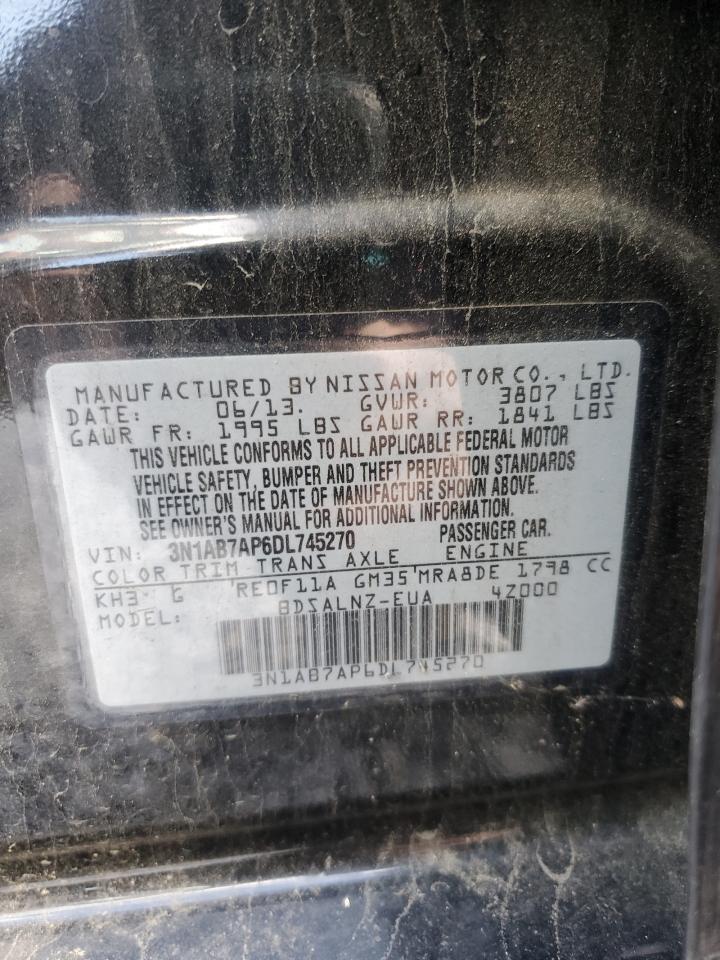 MANUFACTURED BY NISSAN MOTOR CO., LTD.
DATE: 06/13. GVWR: 3807 LBS
GAWR FR: 1995 LBS GAUR RR: 1841 LBS
THIS VEHICLE CONFORMS TO ALL APPLICABLE FEDERAL MOTOR
VEHICLE SAFETY, BUMPER AND THEFT PREVENTION STANDARDS
IN EFFECT ON THE DATE OF MANUFACTURE SHOWN ABOVE.
SEE OWNER'S MANUAL FOR ADDITIONAL INFORMATION.
VIN: 3N1AB7AP6DL745270 PASSENGER CAR.
COLOR TRIM TRANS AXLE ENGINE
KH3 G RE0F11A GM35 MRA8DE 1798 CC
MODEL: BDSALNZ-EUA 4Z000
3N1AB7AP6DL745270